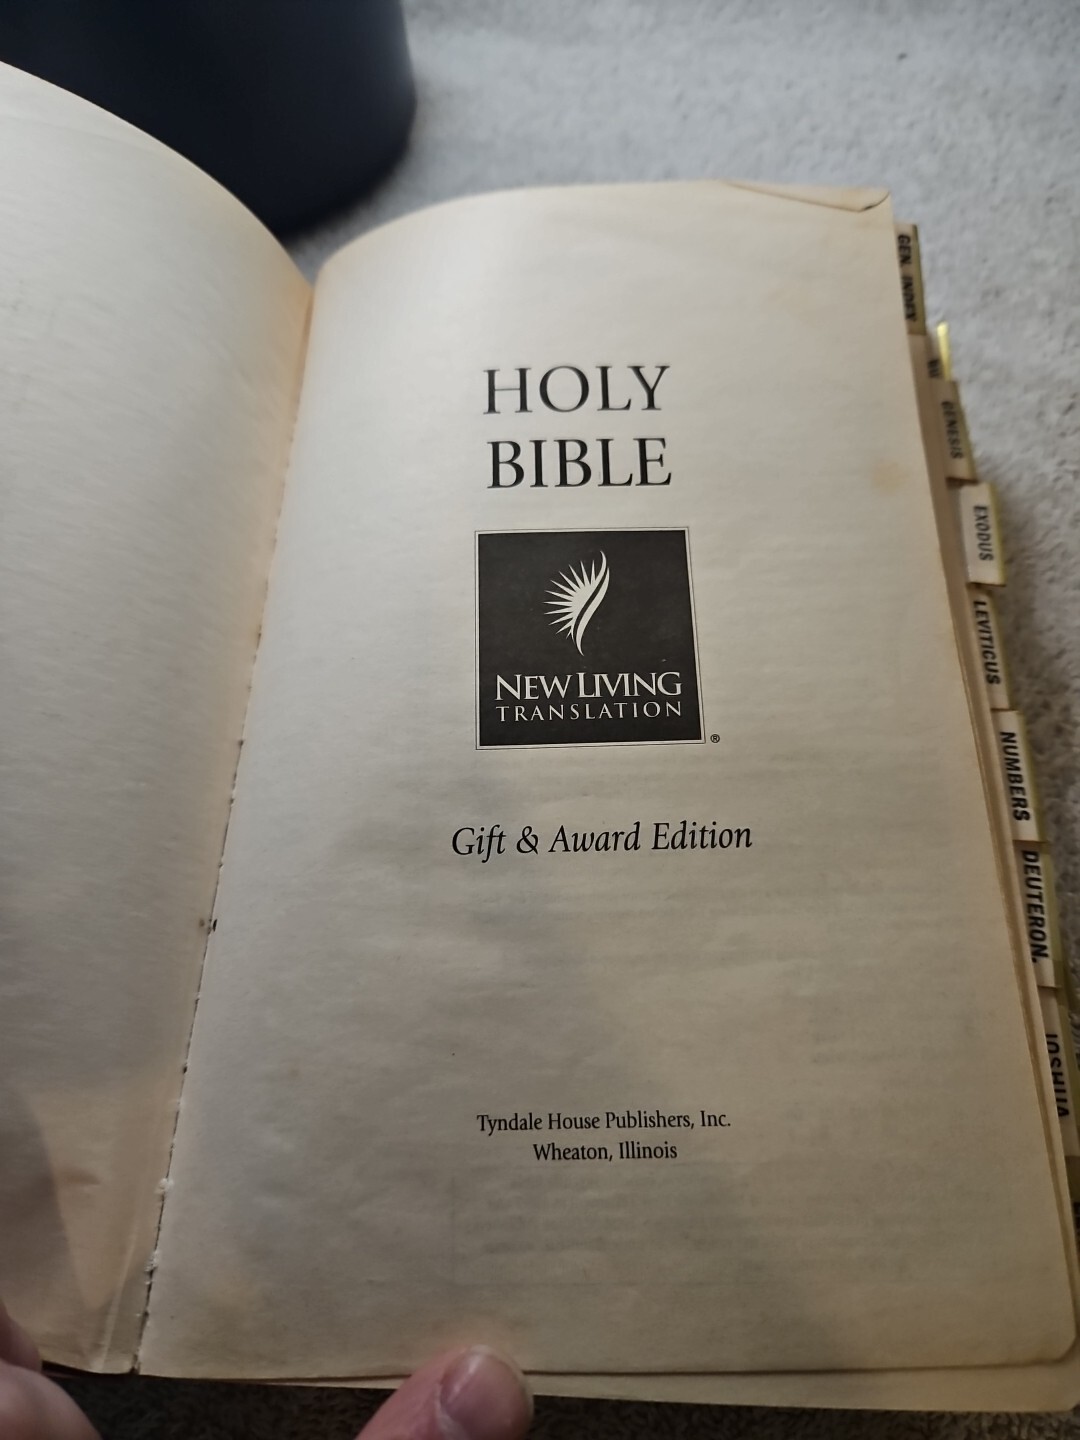 HOLY
BIBLE
NEW LIVING
TRANSLATION
®
Gift & Award Edition
Tyndale House Publishers, Inc.
Wheaton, Illinois
GEN. INDEX
GENESIS
EXODUS
LEVITICUS
NUMBERS
DEUTERON.
JOSHUA